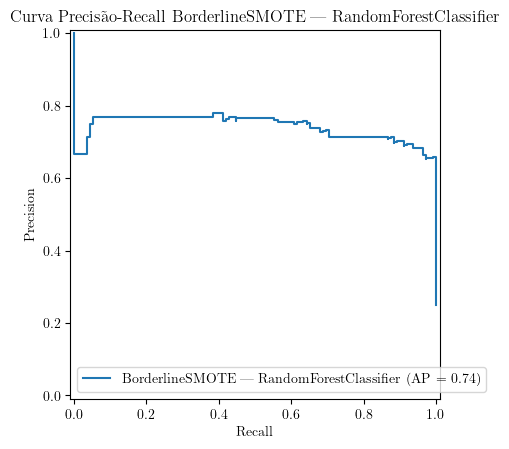 Curva Precisão-Recall BorderlineSMOTE — RandomForestClassifier
1.0
0.8
0.6
0.4
0.2
0.0
Precision
BorderlineSMOTE — RandomForestClassifier (AP = 0.74)
0.0 0.2 0.4 0.6 0.8 1.0
Recall